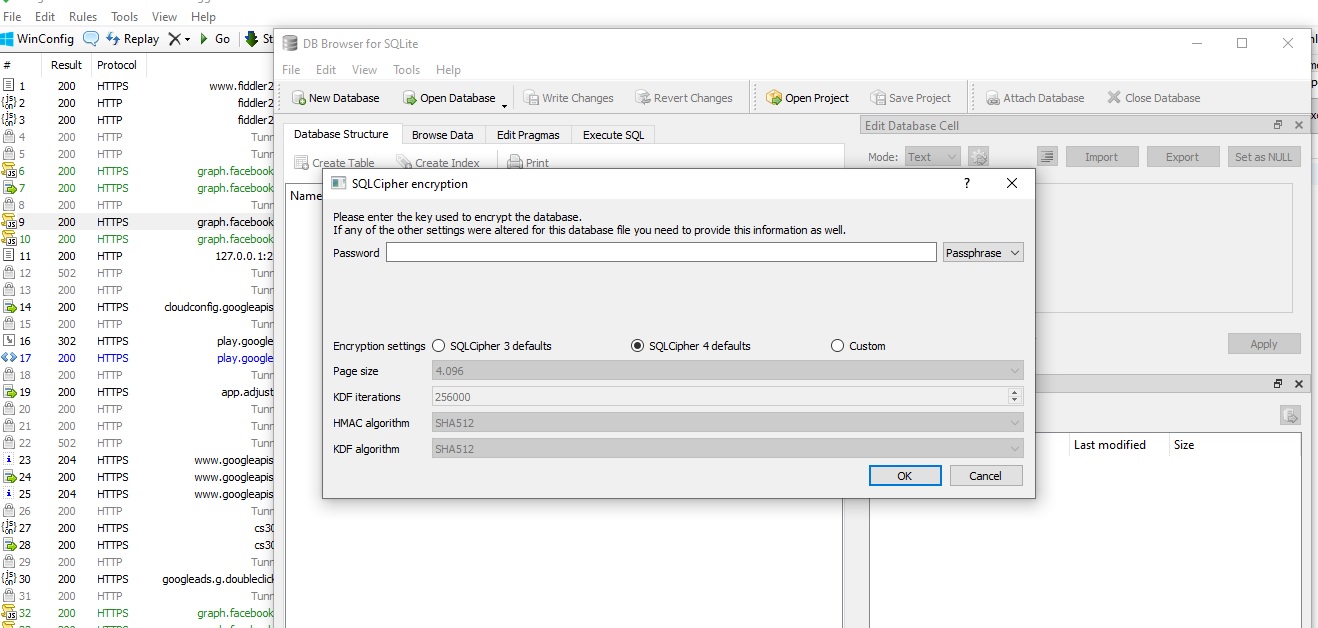 File Edit Rules Tools View Help
WinConfig Replay Go St
# Result Protocol
1 200 HTTPS www.fiddler2
2 200 HTTP fiddler2
3 200 HTTP fiddler2
4 200 HTTP Tunn
5 200 HTTP Tunn
6 200 HTTPS graph.facebook
7 200 HTTPS graph.facebook
8 200 HTTP Tunn
9 200 HTTPS graph.facebook
10 200 HTTPS graph.facebook
11 200 HTTP 127.0.0.1:2
12 502 HTTP Tunn
13 200 HTTP Tunn
14 200 HTTPS cloudconfig.googleapis
15 200 HTTP Tunn
16 302 HTTPS play.google
17 200 HTTPS play.google
18 200 HTTP Tunn
19 200 HTTPS app.adjust
20 200 HTTP Tunn
21 200 HTTP Tunn
22 502 HTTP Tunn
23 204 HTTPS www.googleapis
24 200 HTTPS www.googleapis
25 204 HTTPS www.googleapis
26 200 HTTP Tunn
27 200 HTTPS cs30
28 200 HTTPS cs30
29 200 HTTP Tunn
30 200 HTTPS googleads.g.doubleclic
31 200 HTTP Tunn
32 200 HTTPS graph.facebook
DB Browser for SQLite
File Edit View Tools Help
New Database Open Database Write Changes Revert Changes Open Project Save Project Attach Database Close Database
Database Structure Browse Data Edit Pragmas Execute SQL
Create Table Create Index Print
Name
Edit Database Cell
Mode: Text Import Export Set as NULL
Apply
Last modified Size
SQLCipher encryption ?
Please enter the key used to encrypt the database.
If any of the other settings were altered for this database file you need to provide this information as well.
Password Passphrase
Encryption settings SQLCipher 3 defaults SQLCipher 4 defaults Custom
Page size 4.096
KDF iterations 256000
HMAC algorithm SHA512
KDF algorithm SHA512
OK Cancel